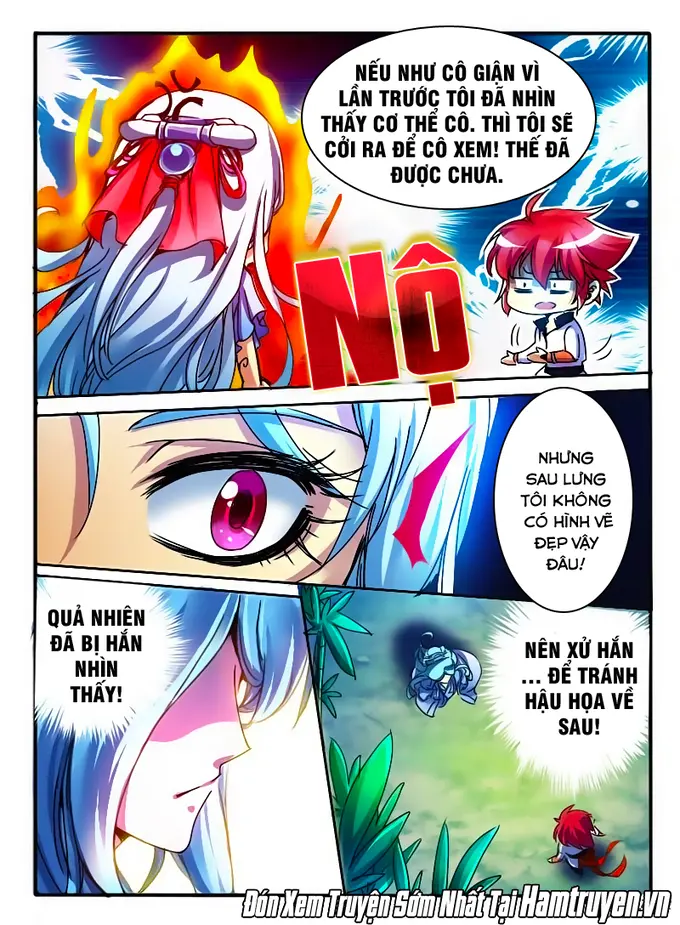 NẾU NHƯ CÔ GIẬN VÌ
LẦN TRƯỚC TÔI ĐÃ NHÌN
THẤY CƠ THỂ CÔ. THÌ TÔI SẼ
CỞI RA ĐỂ CÔ XEM! THẾ ĐÃ
ĐƯỢC CHƯA.
NỘ
NHƯNG
SAU LƯNG
TÔI KHÔNG
CÓ HÌNH VẼ
ĐẸP VẬY
ĐÂU!
QUẢ NHIÊN
ĐÃ BỊ HẮN
NHÌN
THẤY!
NÊN XỬ HẮN
... ĐỂ TRÁNH
HẬU HỌA VỀ
SAU!
Đón Xem Truyện Sớm Nhất Tại Hamtruyen.vn